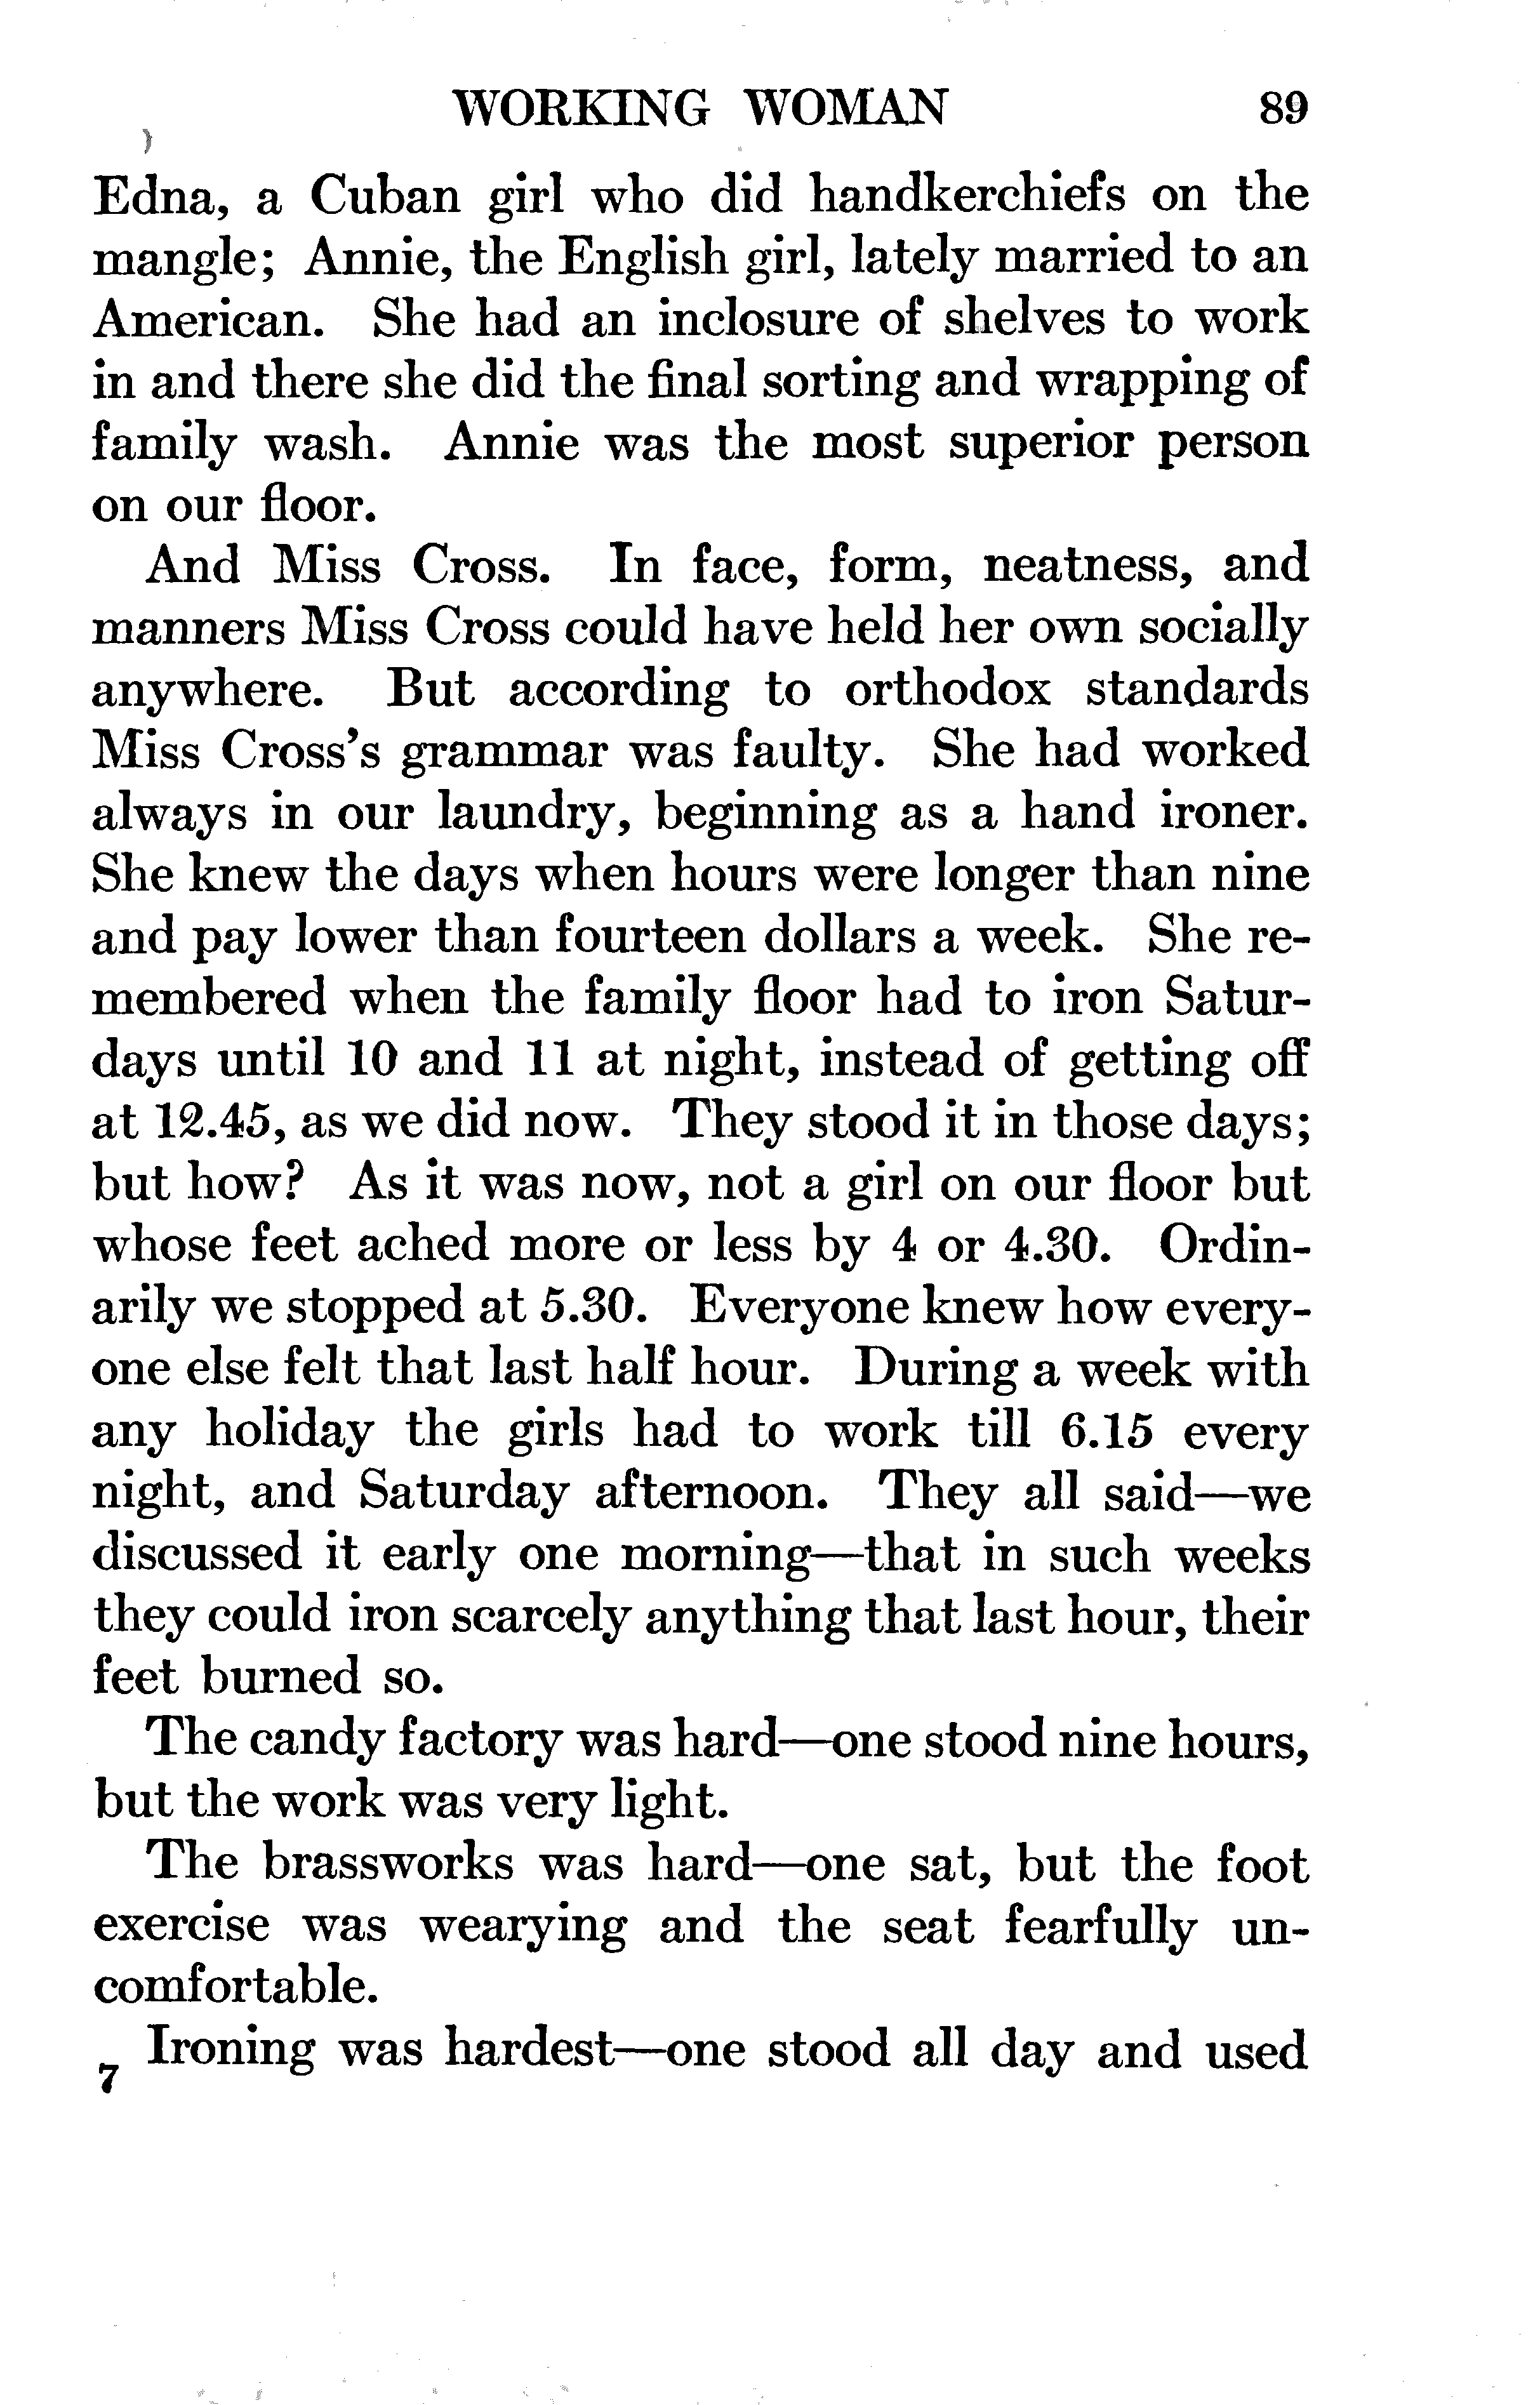 WORKING WOMAN 89
Edna, a Cuban girl who did handkerchiefs on the
mangle; Annie, the English girl, lately married to an
American. She had an inclosure of shelves to work
in and there she did the final sorting and wrapping of
family wash. Annie was the most superior person
on our floor.
And Miss Cross. In face, form, neatness, and
manners Miss Cross could have held her own socially
anywhere. But according to orthodox standards
Miss Cross's grammar was faulty. She had worked
always in our laundry, beginning as a hand ironer.
She knew the days when hours were longer than nine
and pay lower than fourteen dollars a week. She re-
membered when the family floor had to iron Satur-
days until 10 and 11 at night, instead of getting off
at 12.45, as we did now. They stood it in those days;
but how? As it was now, not a girl on our floor but
whose feet ached more or less by 4 or 4.30. Ordin-
arily we stopped at 5.30. Everyone knew how every-
one else felt that last half hour. During a week with
any holiday the girls had to work till 6.15 every
night, and Saturday afternoon. They all said—we
discussed it early one morning—that in such weeks
they could iron scarcely anything that last hour, their
feet burned so.
The candy factory was hard—one stood nine hours,
but the work was very light.
The brassworks was hard—one sat, but the foot
exercise was wearying and the seat fearfully un-
comfortable.
Ironing was hardest—one stood all day and used
7